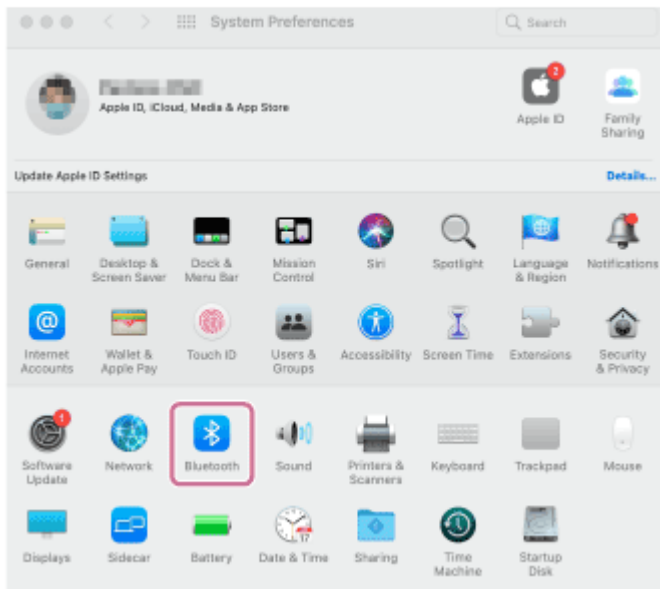 System Preferences
Search
Apple ID, iCloud, Media & App Store
2
Apple ID
Family
Sharing
Update Apple ID Settings
Details...
General
Desktop &
Screen Saver
Dock &
Menu Bar
Mission
Control
Siri
Spotlight
Language
& Region
Notifications
@
Internet
Accounts
Wallet &
Apple Pay
Touch ID
Users &
Groups
Accessibility
Screen Time
Extensions
Security
& Privacy
1
Software
Update
Network
Bluetooth
Sound
Printers &
Scanners
Keyboard
Trackpad
Mouse
Displays
Sidecar
Battery
17
Date & Time
Sharing
Time
Machine
Startup
Disk